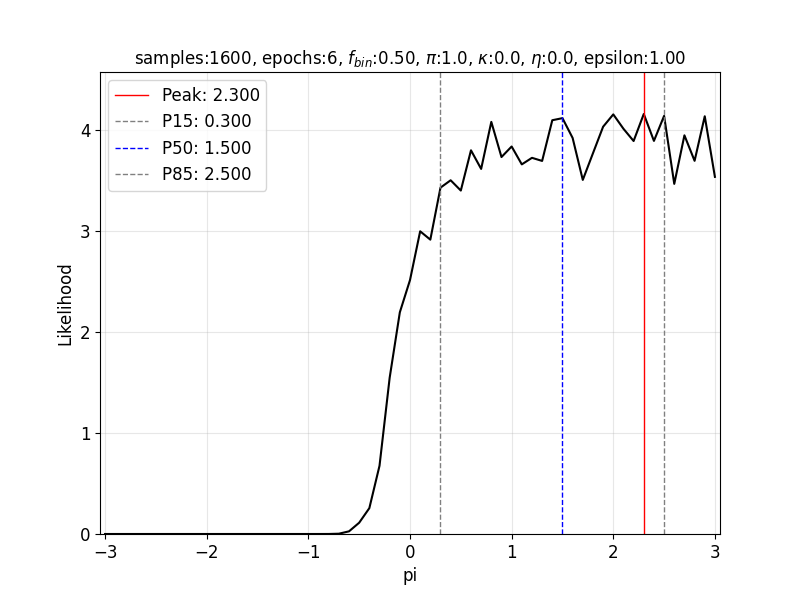 samples:1600, epochs:6, f_bin:0.50, π:1.0, κ:0.0, η:0.0, epsilon:1.00
Peak: 2.300
P15: 0.300
P50: 1.500
P85: 2.500
Likelihood
4
3
2
1
0
−3 −2 −1 0 1 2 3
pi